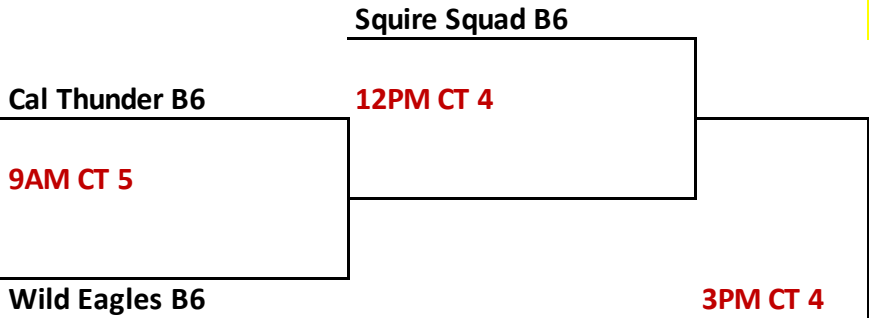 Squire Squad B6
Cal Thunder B6
12PM CT 4
9AM CT 5
Wild Eagles B6
3PM CT 4